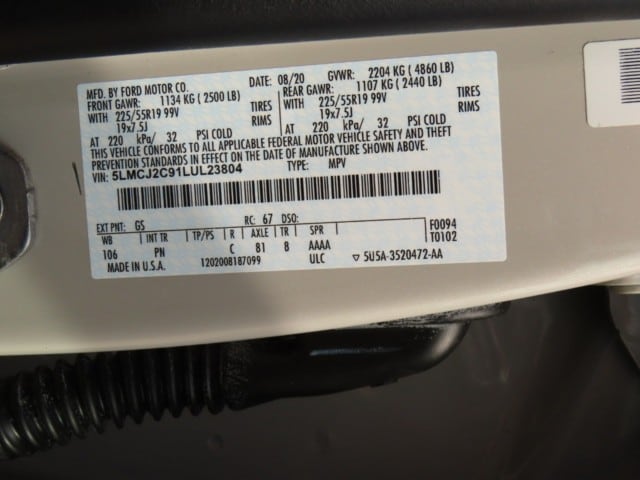 MFD. BY FORD MOTOR CO. DATE: 08/20 GVWR: 2204 KG ( 4860 LB)
FRONT GAWR: 1134 KG ( 2500 LB) REAR GAWR: 1107 KG ( 2440 LB)
WITH 225/55R19 99V TIRES WITH 225/55R19 99V TIRES
19x7.5J RIMS 19x7.5J RIMS
AT 220 kPa/ 32 PSI COLD AT 220 kPa/ 32 PSI COLD
THIS VEHICLE CONFORMS TO ALL APPLICABLE FEDERAL MOTOR VEHICLE SAFETY AND THEFT
PREVENTION STANDARDS IN EFFECT ON THE DATE OF MANUFACTURE SHOWN ABOVE.
VIN: 5LMCJ2C91LUL23804 TYPE: MPV
EXT PNT: GS RC: 67 DSO: F0094
WB INT TR TP/PS R AXLE TR SPR T0102
106 PN C 81 8 AAAA
MADE IN U.S.A. 1202008187099 ULC ▽ 5U5A-3520472-AA